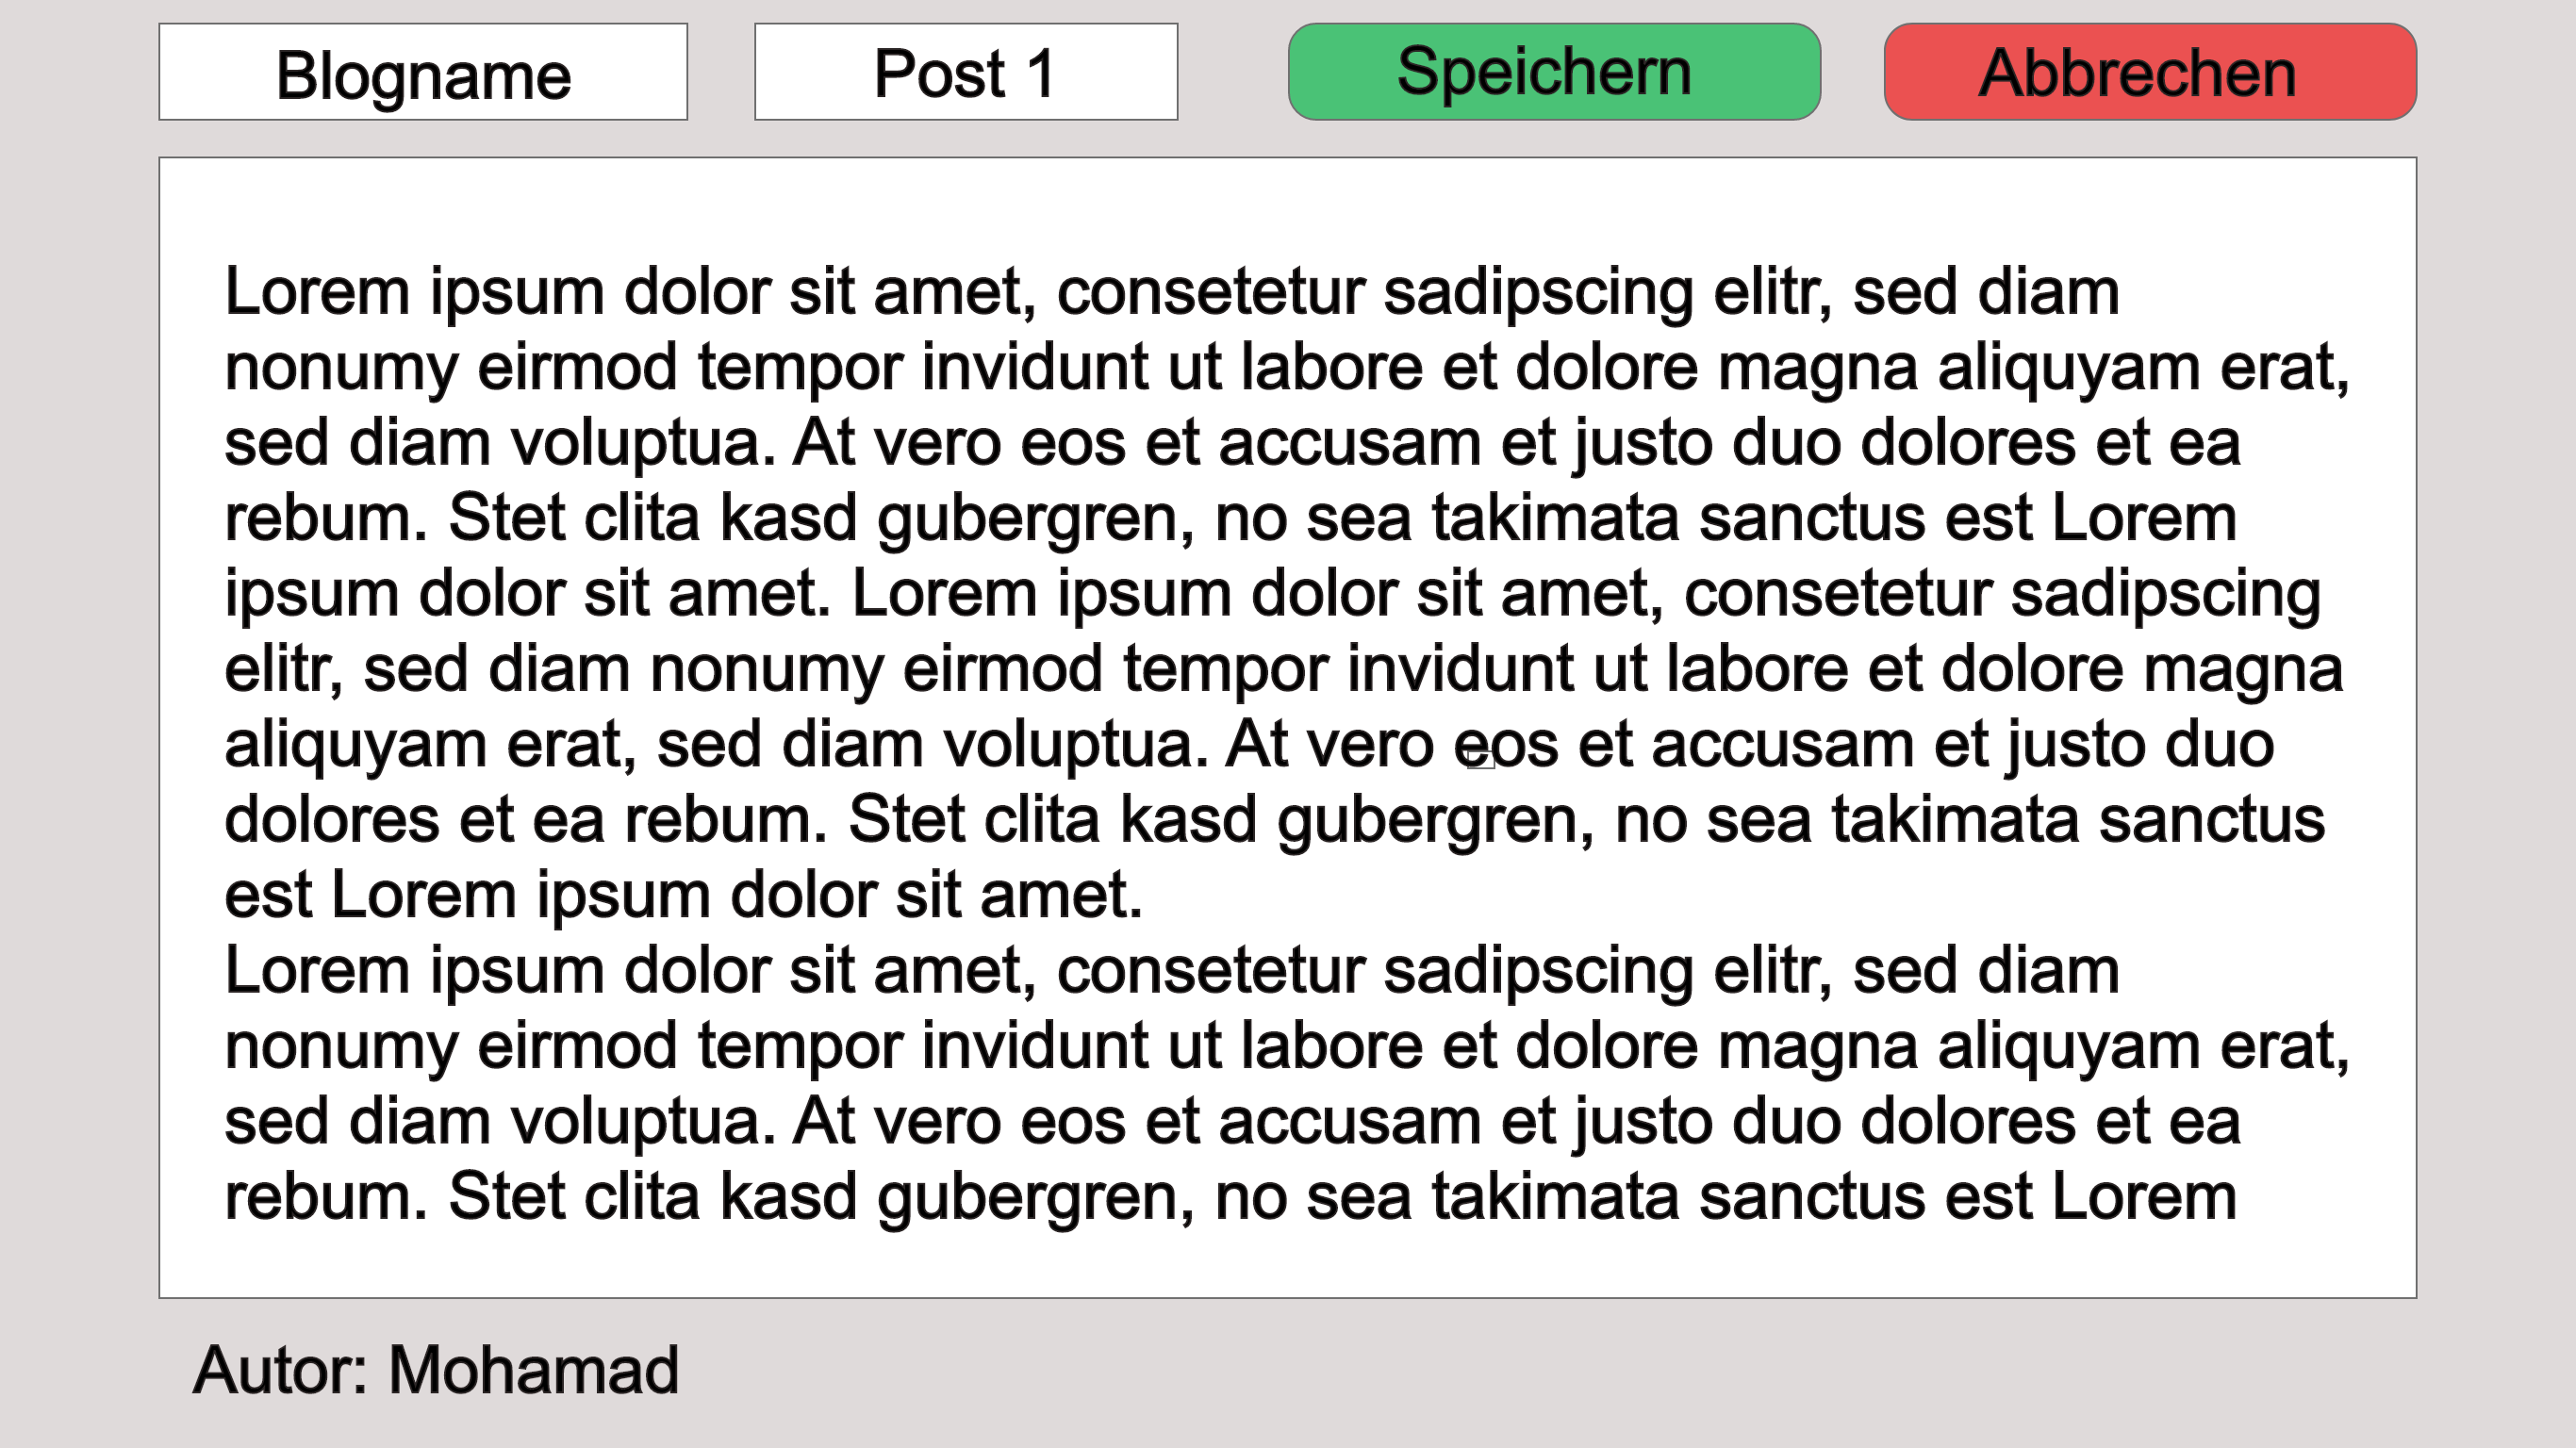 Blogname
Post 1
Speichern
Abbrechen
Lorem ipsum dolor sit amet, consetetur sadipscing elitr, sed diam
nonumy eirmod tempor invidunt ut labore et dolore magna aliquyam erat,
sed diam voluptua. At vero eos et accusam et justo duo dolores et ea
rebum. Stet clita kasd gubergren, no sea takimata sanctus est Lorem
ipsum dolor sit amet. Lorem ipsum dolor sit amet, consetetur sadipscing
elitr, sed diam nonumy eirmod tempor invidunt ut labore et dolore magna
aliquyam erat, sed diam voluptua. At vero eos et accusam et justo duo
dolores et ea rebum. Stet clita kasd gubergren, no sea takimata sanctus
est Lorem ipsum dolor sit amet.
Lorem ipsum dolor sit amet, consetetur sadipscing elitr, sed diam
nonumy eirmod tempor invidunt ut labore et dolore magna aliquyam erat,
sed diam voluptua. At vero eos et accusam et justo duo dolores et ea
rebum. Stet clita kasd gubergren, no sea takimata sanctus est Lorem
Autor: Mohamad